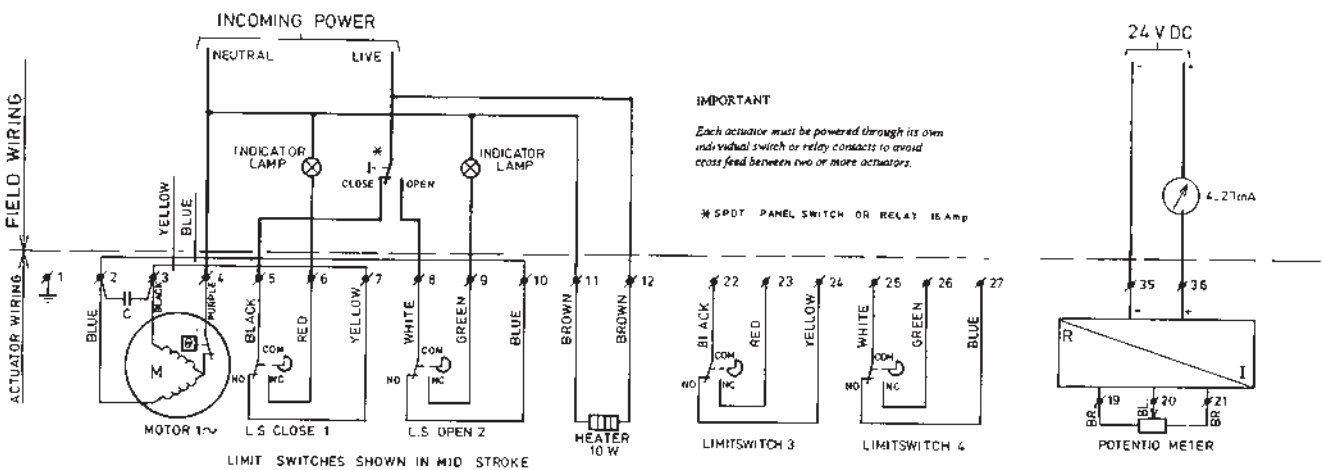 INCOMING POWER
NEUTRAL LIVE
24 V DC
- +
FIELD WIRING
IMPORTANT
Each actuator must be powered through its own
individual switch or relay contacts to avoid
cross feed between two or more actuators.
INDICATOR
LAMP
*
CLOSE OPEN
INDICATOR
LAMP
YELLOW
BLUE
* SPDT PANEL SWITCH OR RELAY 16 Amp
4-20mA
ACTUATOR WIRING
1 2 3 4 5 6 7 8 9 10 11 12 22 23 24 25 26 27 35 36
C
BLUE
BLACK
PURPLE
BLACK
RED
YELLOW
WHITE
GREEN
BLUE
BROWN
BROWN
BLACK
RED
YELLOW
WHITE
GREEN
BLUE
- +
R I
M
COM
NO NC
COM
NO NC
COM
NO NC
COM
NO NC
19 20 21
BR BL BR
MOTOR 1~
L.S CLOSE 1
L.S OPEN 2
HEATER
10 W
LIMITSWITCH 3
LIMITSWITCH 4
POTENTIO METER
LIMIT SWITCHES SHOWN IN MID STROKE